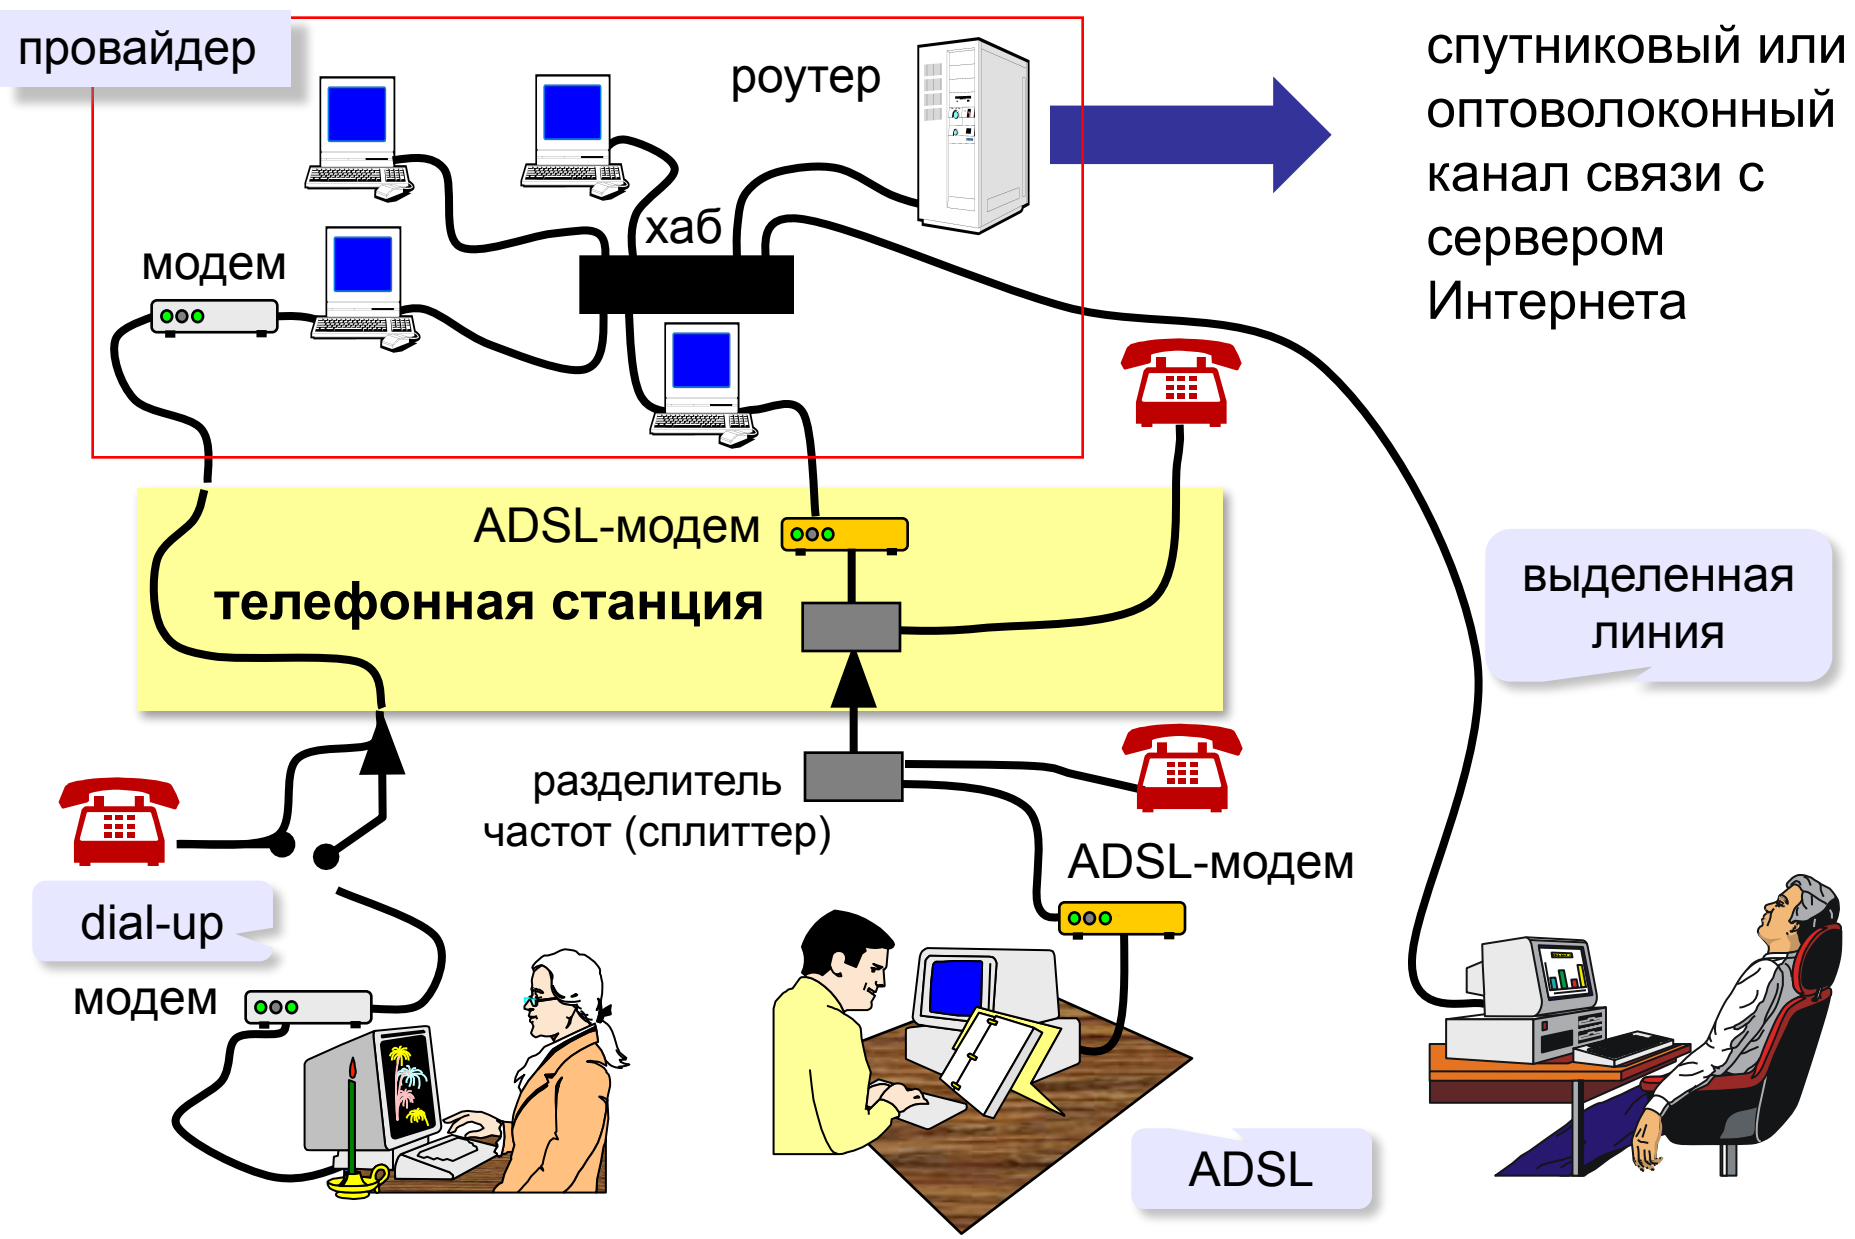 провайдер
роутер
спутниковый или
оптоволоконный
канал связи с
сервером
Интернета
хаб
модем
ADSL-модем
телефонная станция
выделенная
линия
разделитель
частот (сплиттер)
ADSL-модем
dial-up
модем
ADSL